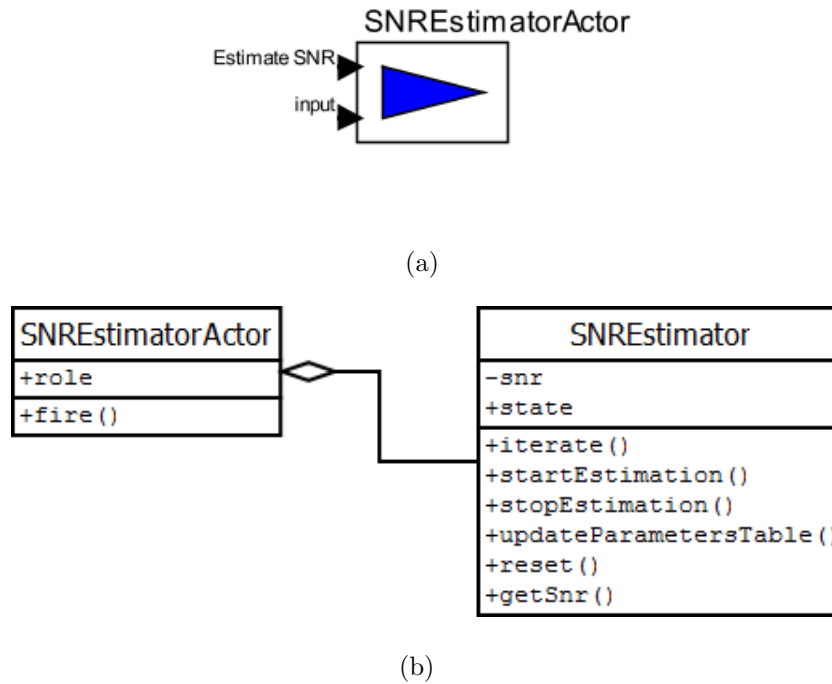 SNREstimatorActor
Estimate SNR
input
(a)
SNREstimatorActor
+role
+fire()
SNREstimator
-snr
+state
+iterate()
+startEstimation()
+stopEstimation()
+updateParametersTable()
+reset()
+getSnr()
(b)